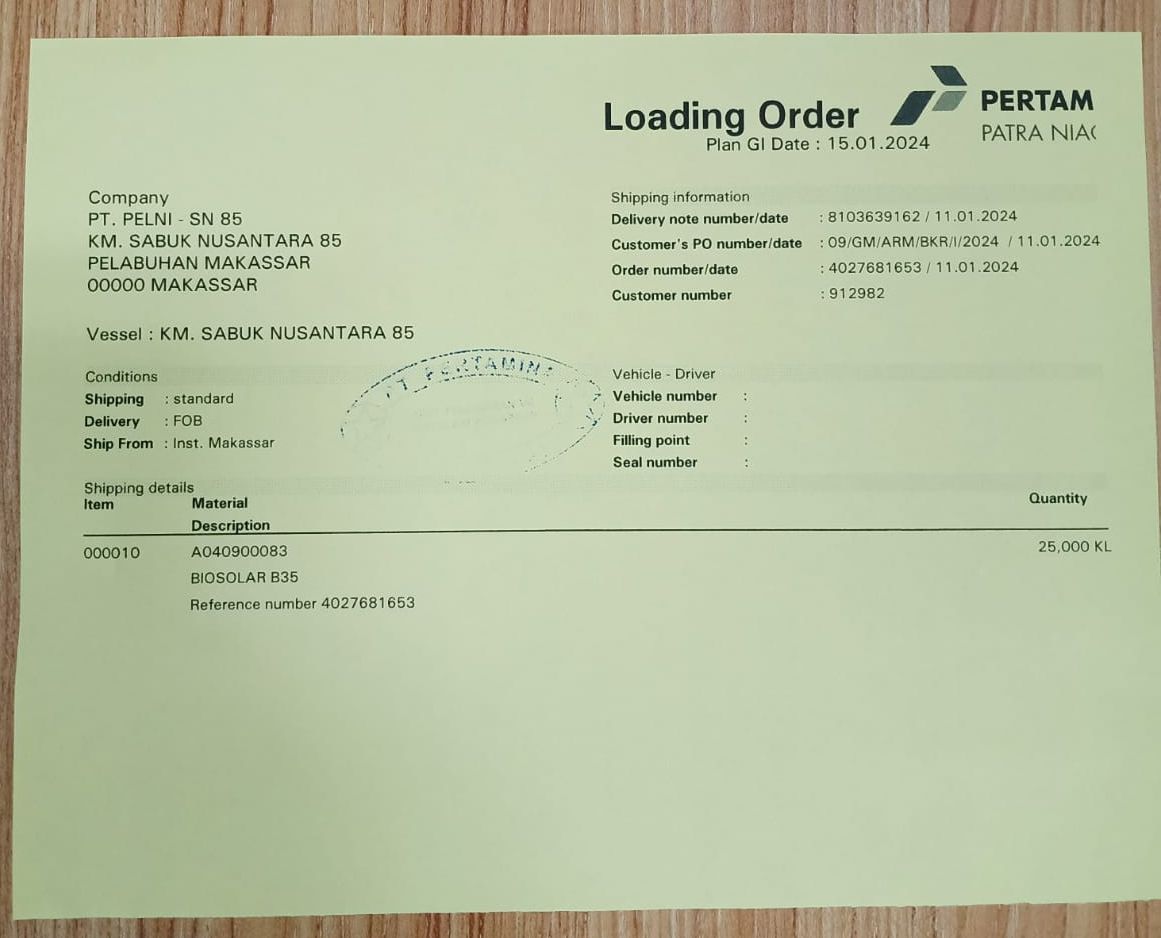 Loading Order
PERTAM
PATRA NIA
Plan GI Date : 15.01.2024
Company
PT. PELNI - SN 85
KM. SABUK NUSANTARA 85
PELABUHAN MAKASSAR
00000 MAKASSAR
Vessel : KM. SABUK NUSANTARA 85
Shipping information
Delivery note number/date : 8103639162 / 11.01.2024
Customer's PO number/date : 09/GM/ARM/BKR/I/2024 / 11.01.2024
Order number/date : 4027681653 / 11.01.2024
Customer number : 912982
Conditions
Shipping : standard
Delivery : FOB
Ship From : Inst. Makassar
PT PERTAMINA
Vehicle - Driver
Vehicle number :
Driver number :
Filling point :
Seal number :
Shipping details
Item Material Quantity
Description
000010 A040900083 25,000 KL
BIOSOLAR B35
Reference number 4027681653